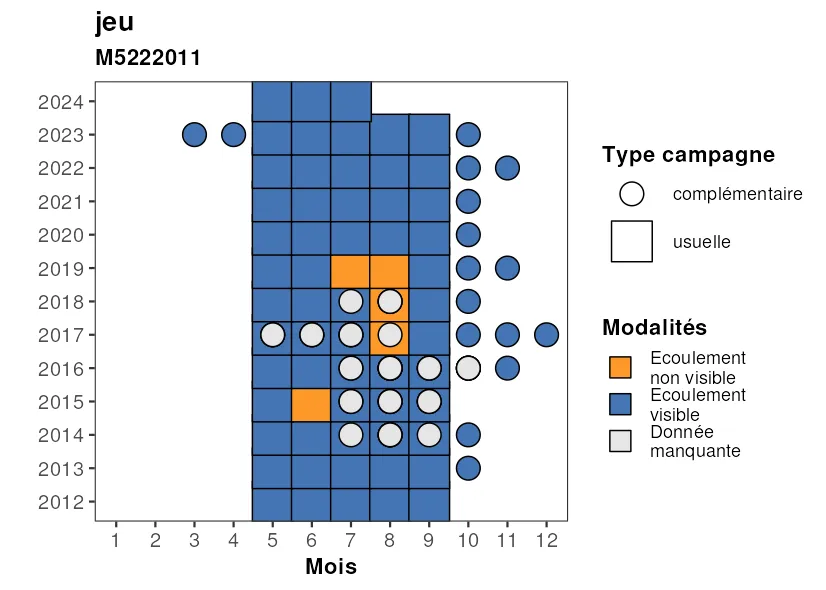 jeu
M5222011
2024
2023
2022
2021
2020
2019
2018
2017
2016
2015
2014
2013
2012
1 2 3 4 5 6 7 8 9 10 11 12
Mois
Type campagne
complémentaire
usuelle
Modalités
Ecoulement
non visible
Ecoulement
visible
Donnée
manquante